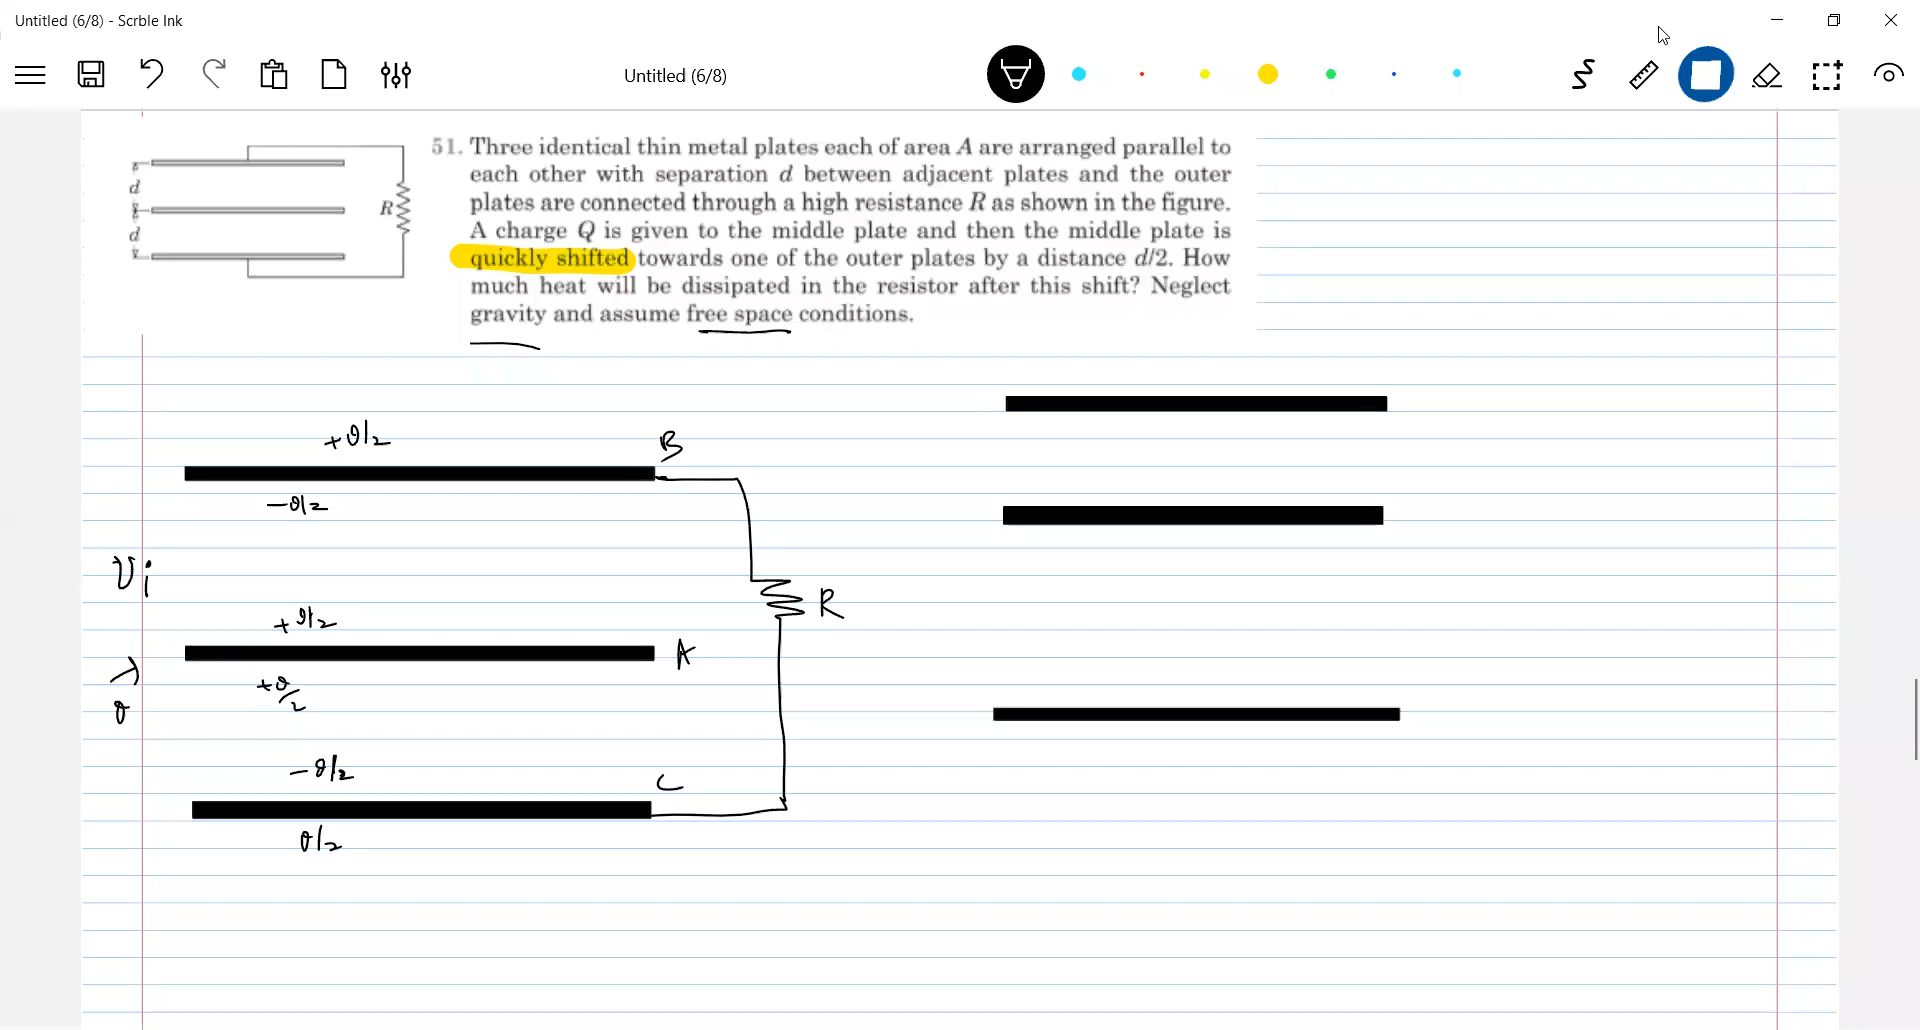 Untitled (6/8) - Scrble Ink
Untitled (6/8)
51. Three identical thin metal plates each of area A are arranged parallel to
each other with separation d between adjacent plates and the outer
plates are connected through a high resistance R as shown in the figure.
A charge Q is given to the middle plate and then the middle plate is
quickly shifted towards one of the outer plates by a distance d/2. How
much heat will be dissipated in the resistor after this shift? Neglect
gravity and assume free space conditions.
d
R
d
+Q/2
B
-Q/2
Vi
R
+Q/2
A
+Q/2
Q
-Q/2
C
Q/2